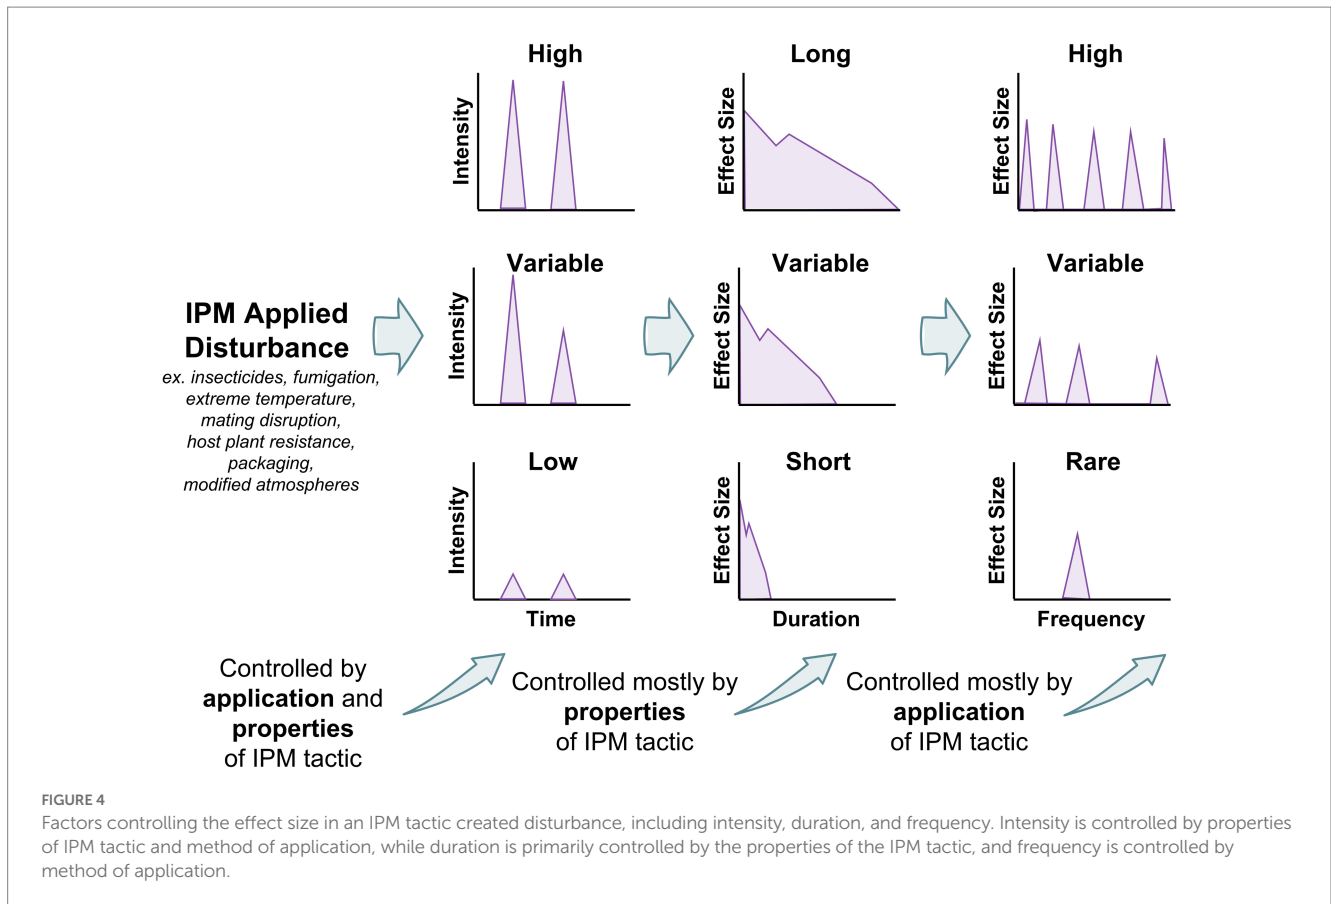 High
Long
High
Intensity
Effect Size
Effect Size
Variable
Variable
Variable
Intensity
Effect Size
Effect Size
IPM Applied
Disturbance
ex. insecticides, fumigation,
extreme temperature,
mating disruption,
host plant resistance,
packaging,
modified atmospheres
Low
Short
Rare
Intensity
Effect Size
Effect Size
Time
Duration
Frequency
Controlled by
application and
properties
of IPM tactic
Controlled mostly by
properties
of IPM tactic
Controlled mostly by
application
of IPM tactic
FIGURE 4
Factors controlling the effect size in an IPM tactic created disturbance, including intensity, duration, and frequency. Intensity is controlled by properties
of IPM tactic and method of application, while duration is primarily controlled by the properties of the IPM tactic, and frequency is controlled by
method of application.